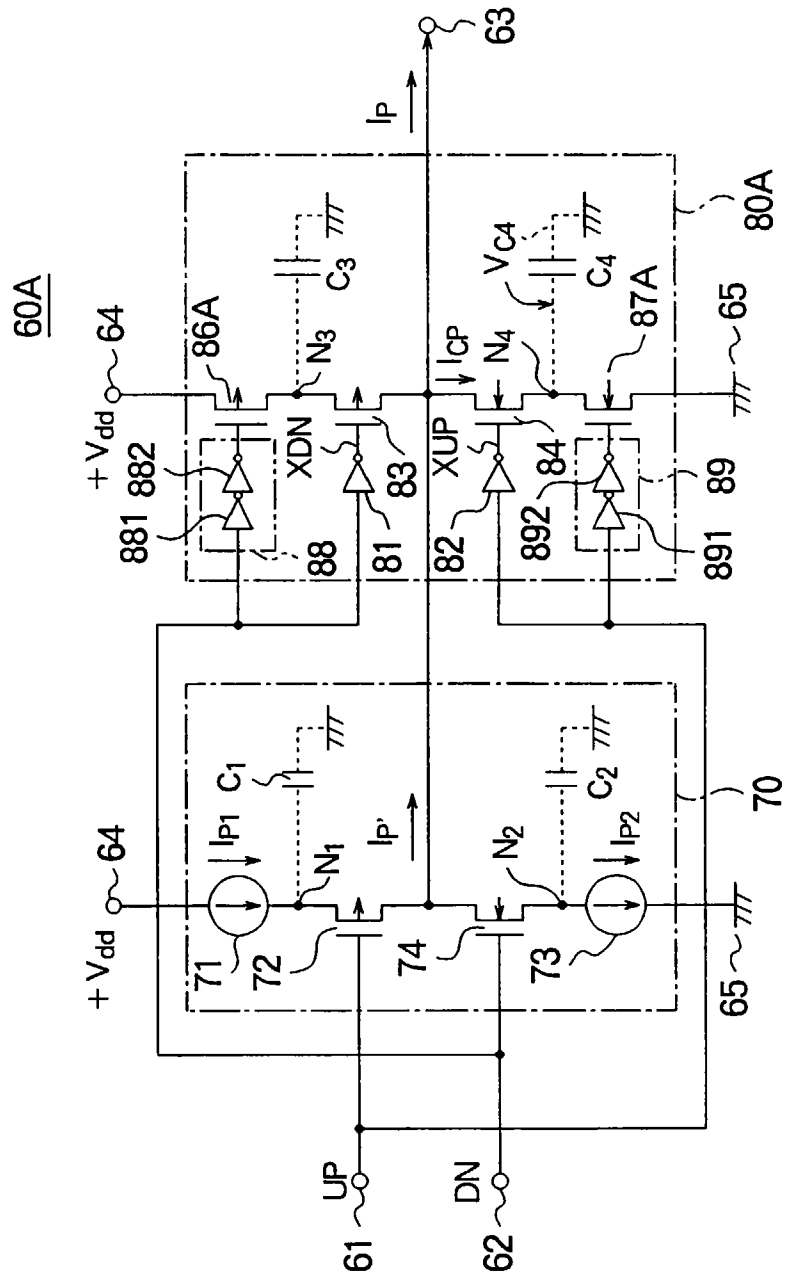 60A
+ Vdd
64
IP1
71
N1
C1
72
IP'
74
N2
C2
IP2
73
65
70
UP
61
DN
62
+ Vdd
64
86A
881
882
88
N3
C3
XDN
81
83
IP
63
ICP
XUP
82
84
N4
VC4
C4
892
891
89
87A
65
80A